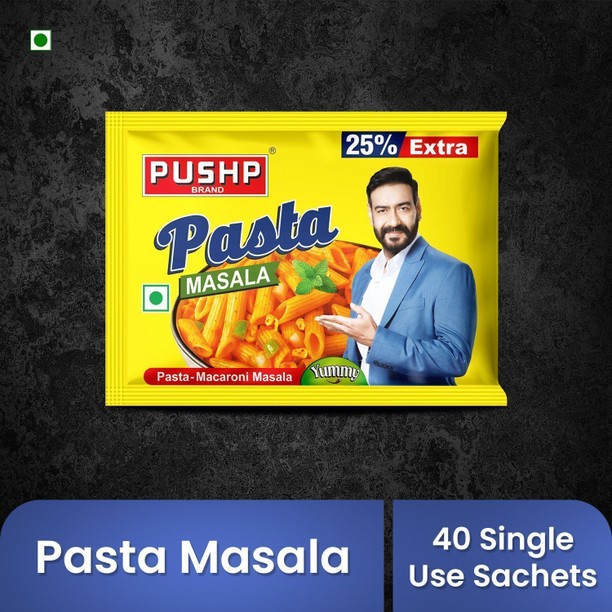 25% Extra
PUSHP
®
BRAND
Pasta
MASALA
Pasta-Macaroni Masala
Yummy
Pasta Masala
40 Single
Use Sachets